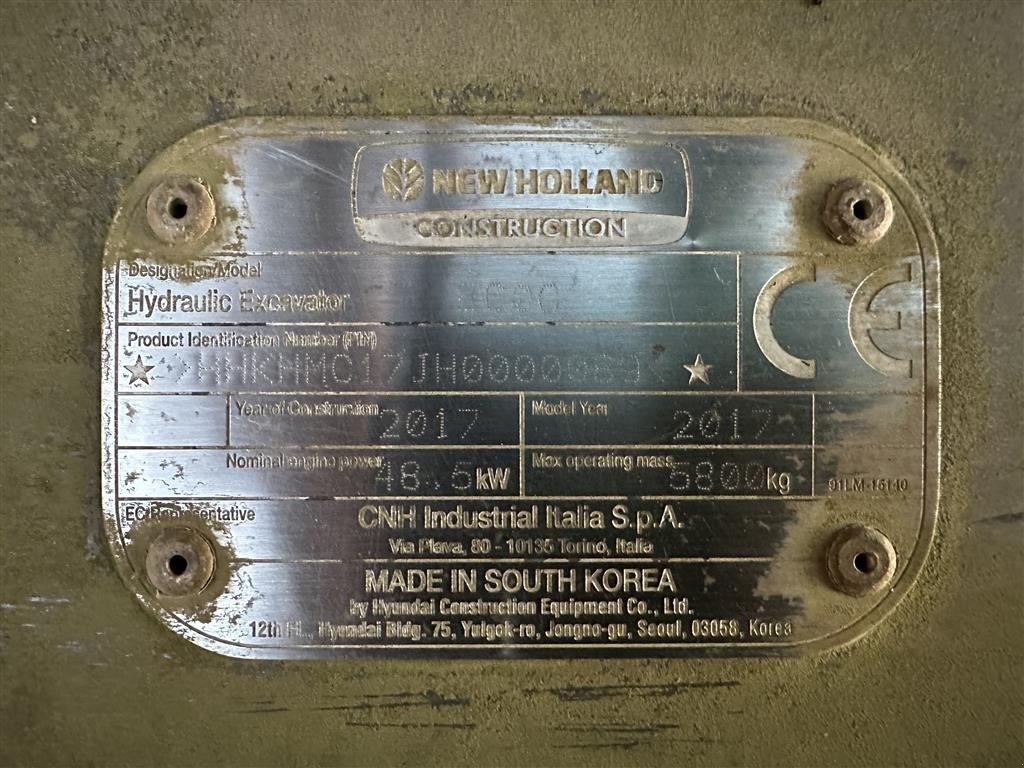 NEW HOLLAND
CONSTRUCTION
Designation/Model
Hydraulic Excavator
Product Identification Number (PIN)
Year of Construction 2017 Model Year 2017
Nominal engine power 48.5kW Max operating mass 5800kg
91LM-15140
EC Representative CNH Industrial Italia S.p.A.
Via Plava, 80 - 10135 Torino, Italia
MADE IN SOUTH KOREA
by Hyundai Construction Equipment Co., Ltd.
12th Fl., Hyundai Bldg. 75, Yulgok-ro, Jongno-gu, Seoul, 03058, Korea
CE